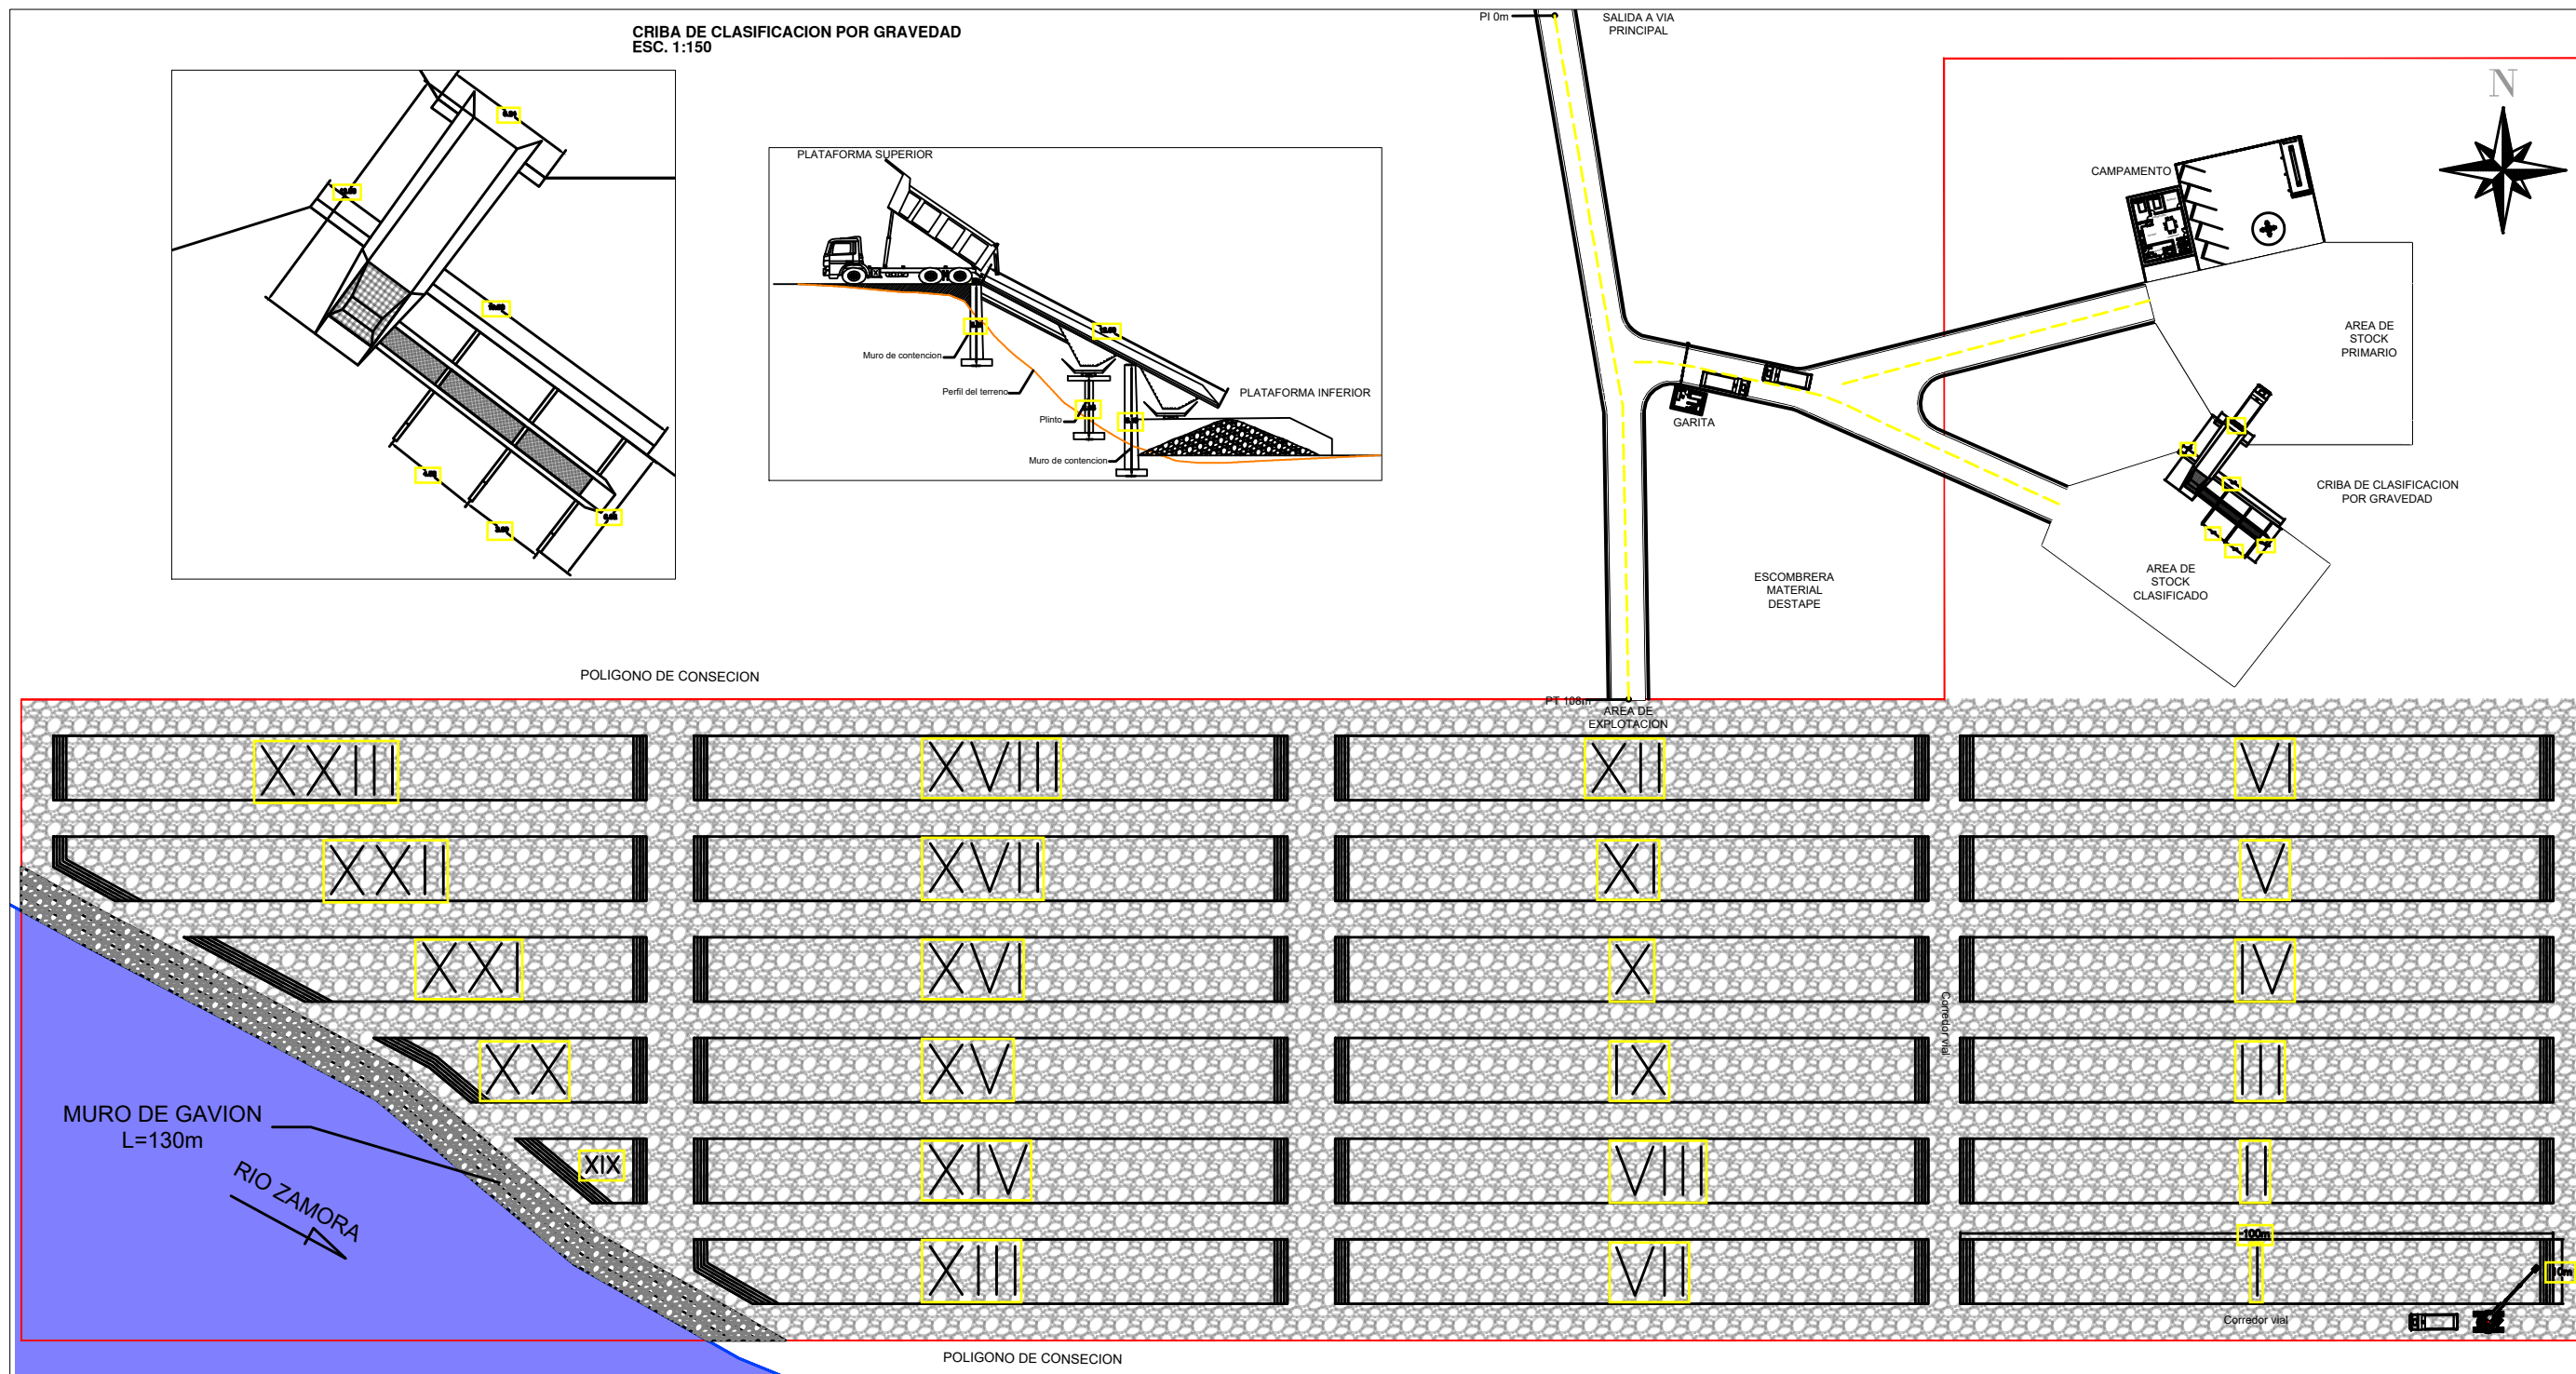 CRIBA DE CLASIFICACION POR GRAVEDAD
ESC. 1:150
PI 0m
SALIDA A VIA
PRINCIPAL
N
PLATAFORMA SUPERIOR
Muro de contencion
Perfil del terreno
Plinto
Muro de contencion
PLATAFORMA INFERIOR
CAMPAMENTO
AREA DE
STOCK
PRIMARIO
GARITA
CRIBA DE CLASIFICACION
POR GRAVEDAD
ESCOMBRERA
MATERIAL
DESTAPE
AREA DE
STOCK
CLASIFICADO
POLIGONO DE CONSECION
PT 108m
AREA DE
EXPLOTACION
XXIII
XVIII
XII
VI
XXII
XVII
XI
V
XXI
XVI
X
IV
Corredor vial
XX
XV
IX
III
MURO DE GAVION
L=130m
RIO ZAMORA
XIX
XIV
VIII
II
100m
XIII
VII
I
10m
Corredor vial
POLIGONO DE CONSECION